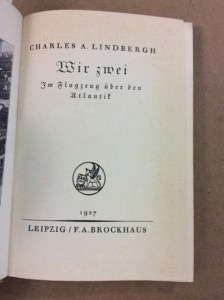 CHARLES A. LINDBERGH
Wir zwei
Im Flugzeug über den
Atlantik
1927
LEIPZIG / F. A. BROCKHAUS